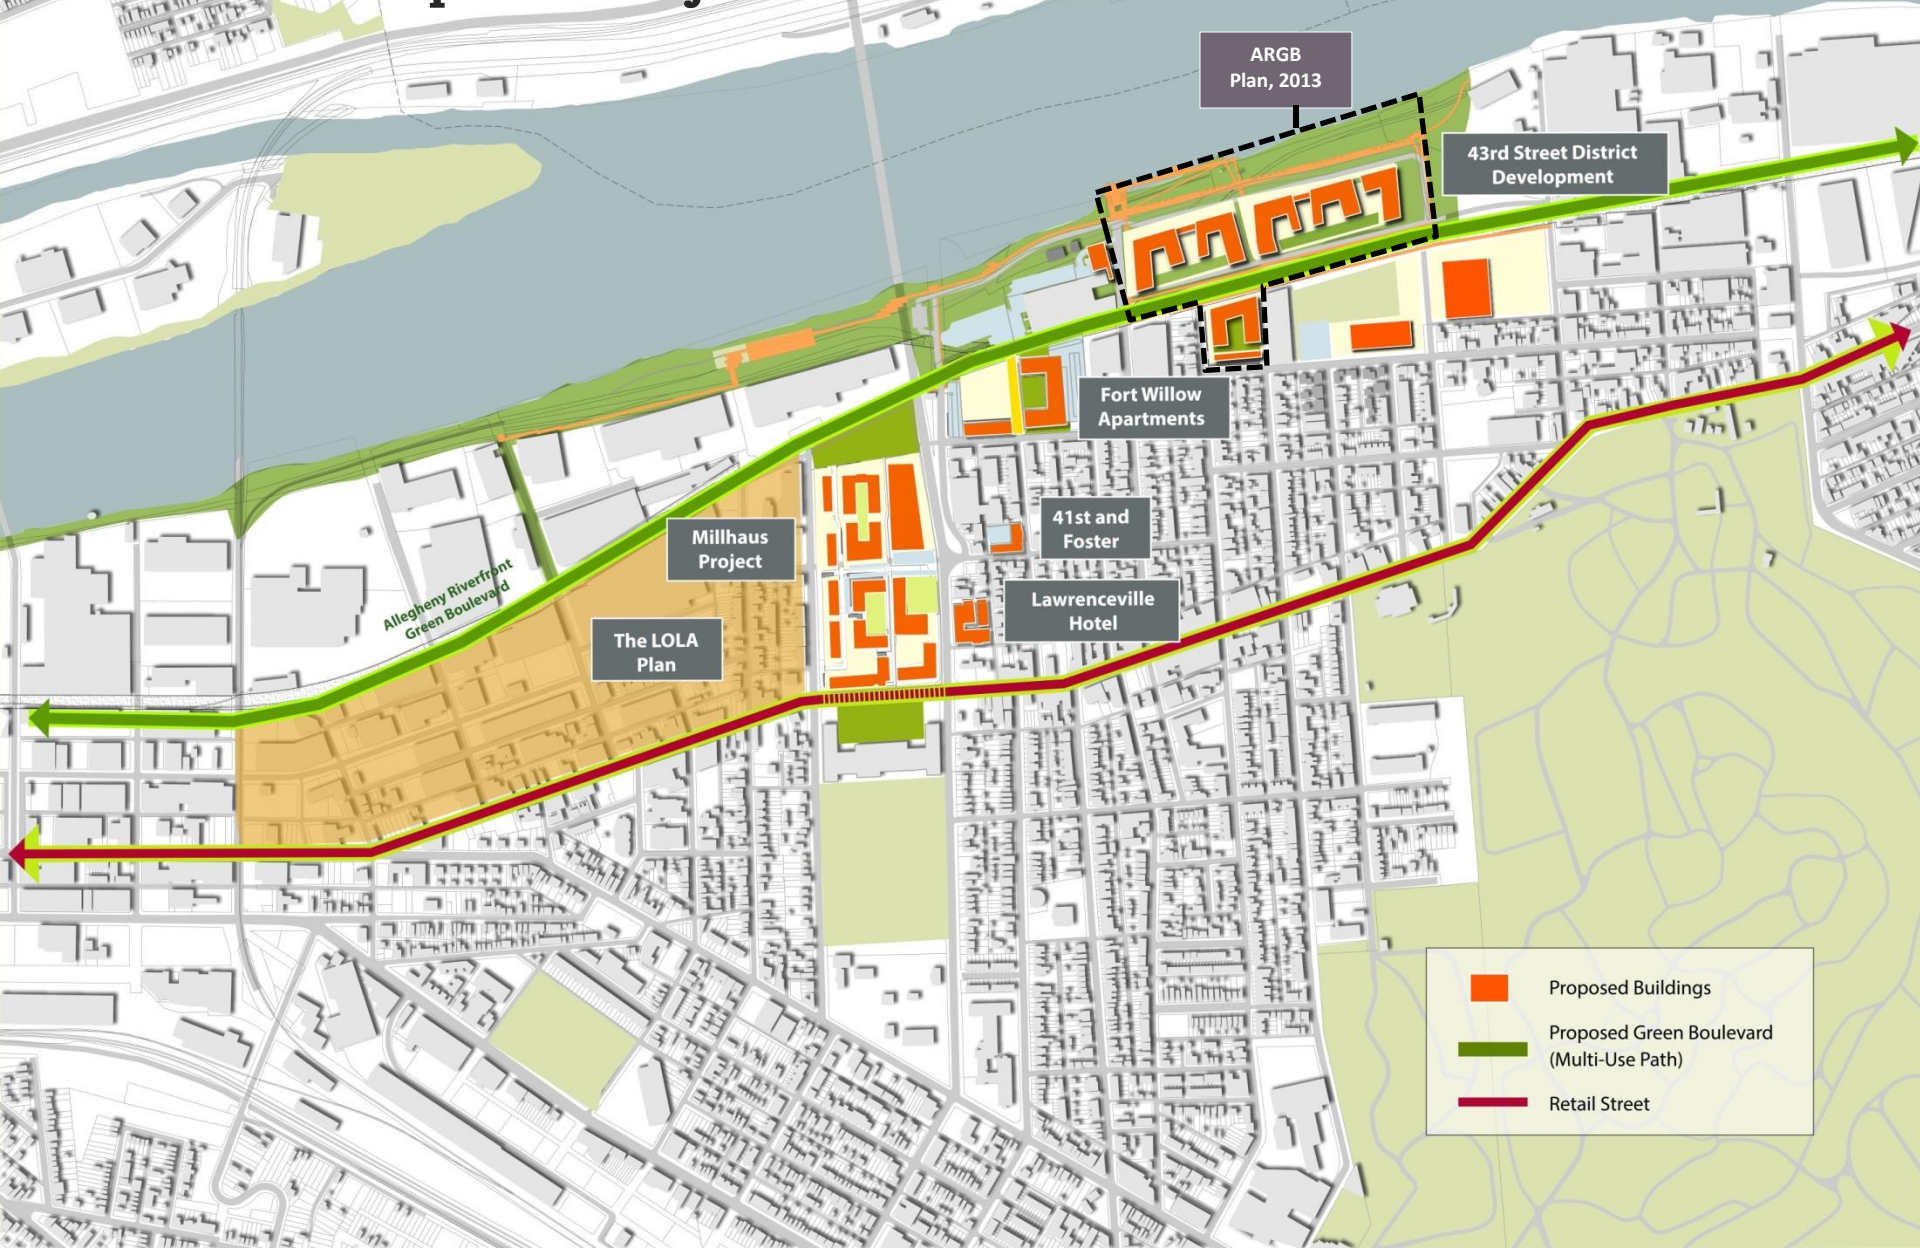 ARGB
Plan, 2013
43rd Street District
Development
Fort Willow
Apartments
41st and
Foster
Millhaus
Project
Lawrenceville
Hotel
Allegheny Riverfront
Green Boulevard
The LOLA
Plan
Proposed Buildings
Proposed Green Boulevard
(Multi-Use Path)
Retail Street